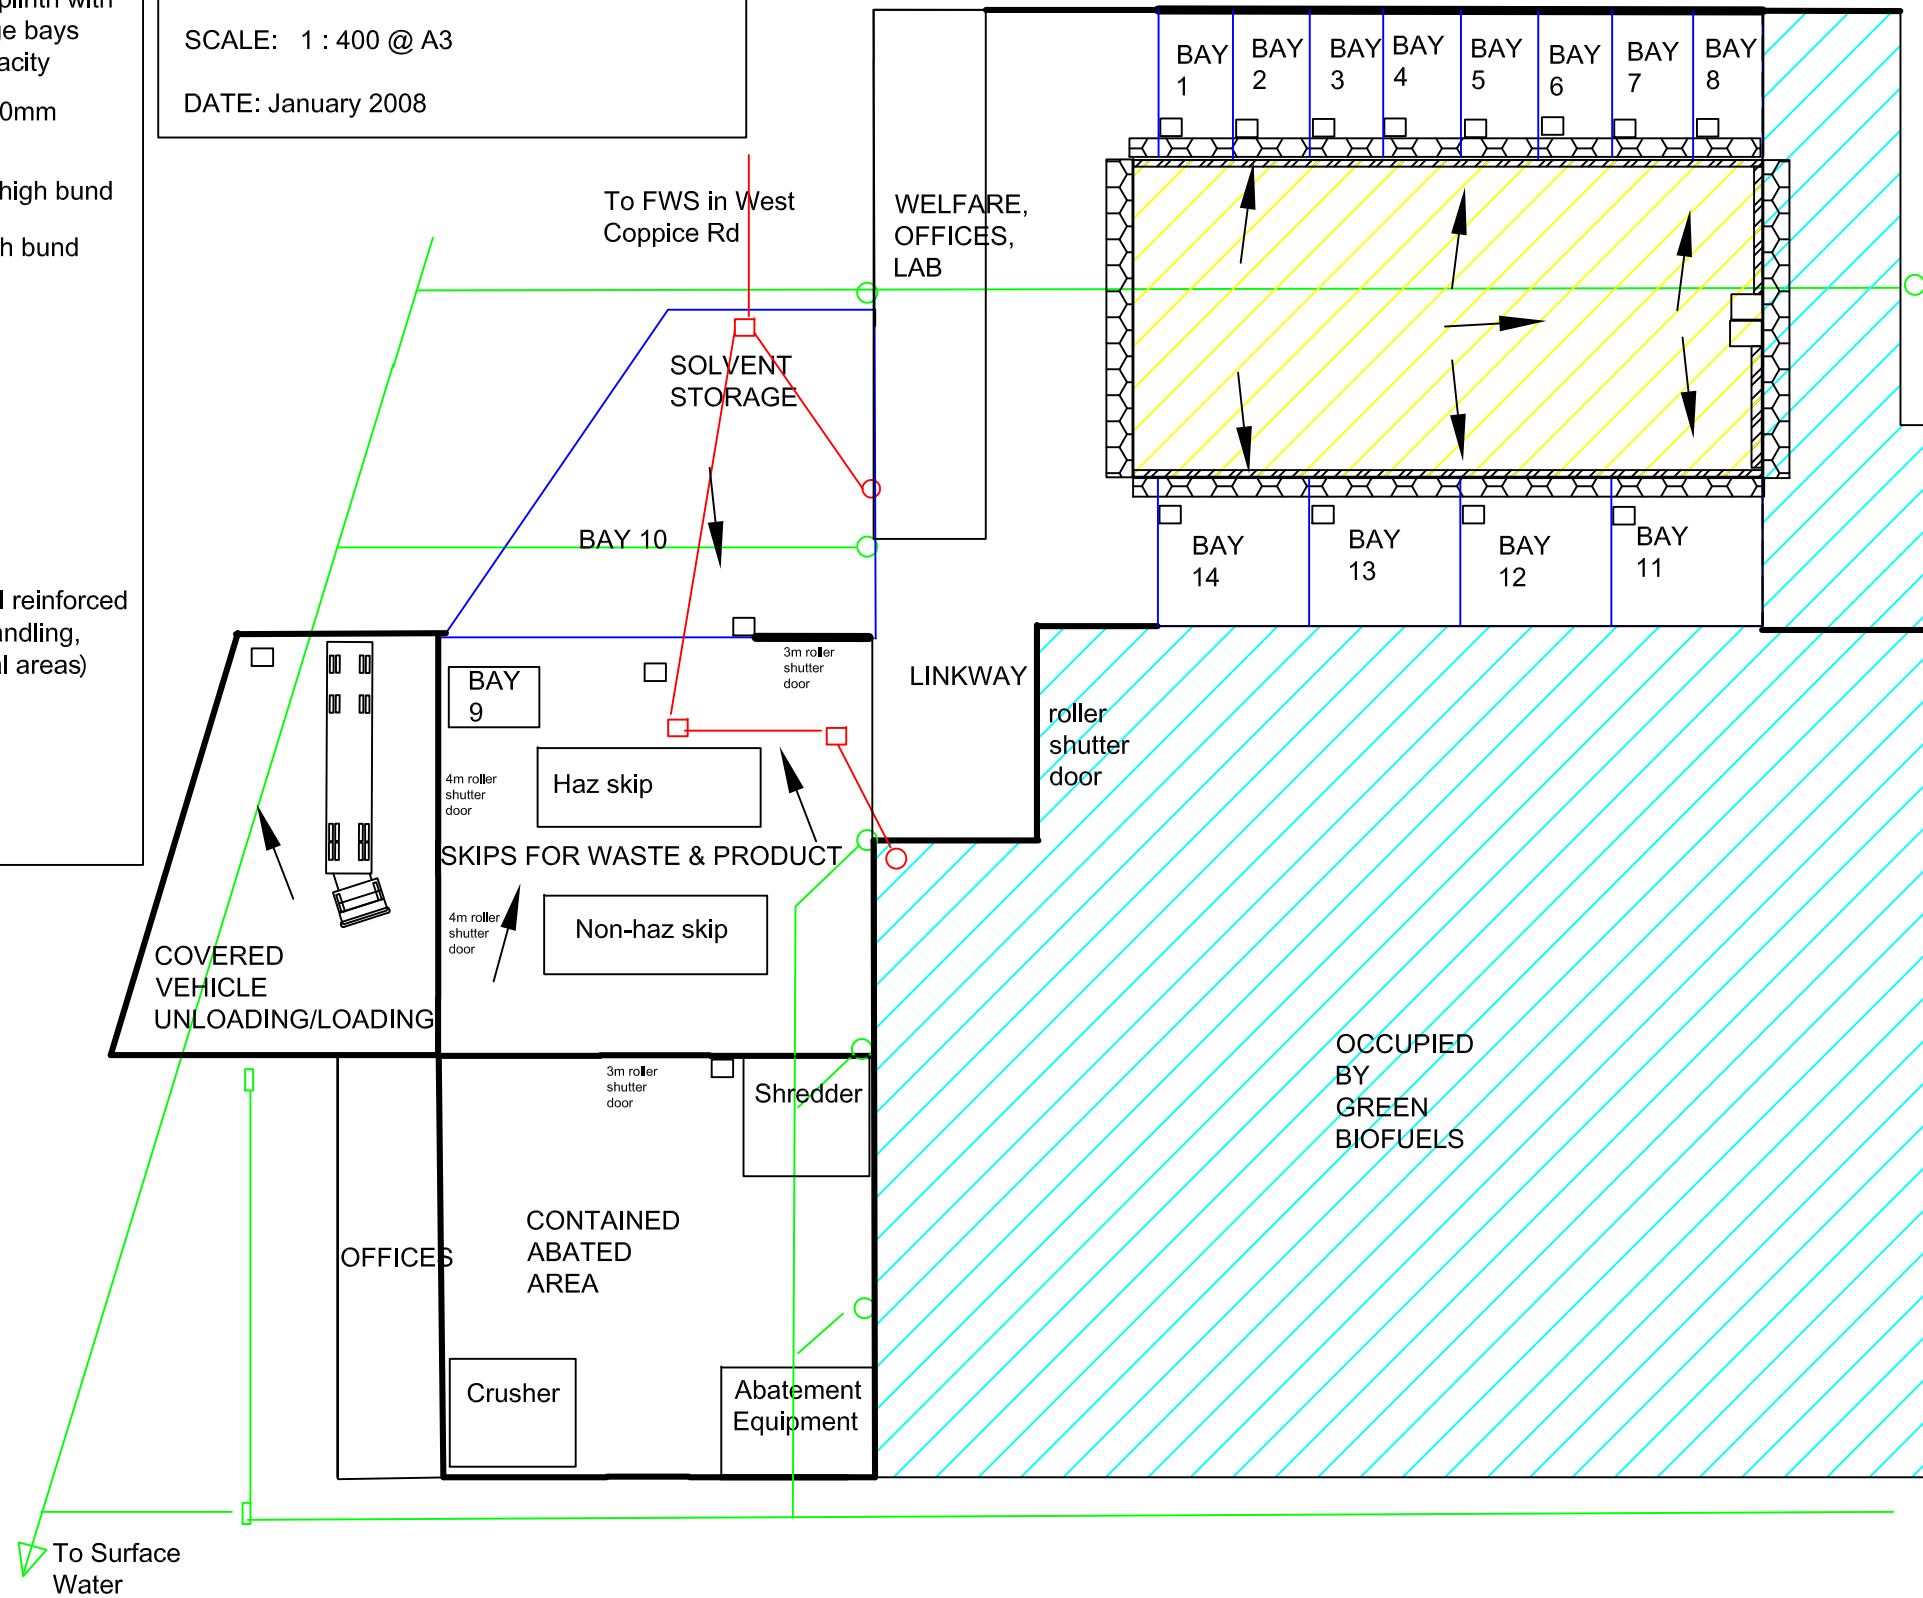 plinth with
ge bays
acity
0mm
high bund
h bund
l reinforced
andling,
al areas)
SCALE: 1 : 400 @ A3
DATE: January 2008
To FWS in West
Coppice Rd
WELFARE,
OFFICES,
LAB
BAY
1
BAY
2
BAY
3
BAY
4
BAY
5
BAY
6
BAY
7
BAY
8
SOLVENT
STORAGE
BAY 10
BAY
14
BAY
13
BAY
12
BAY
11
3m roller
shutter
door
LINKWAY
roller
shutter
door
BAY
9
4m roller
shutter
door
Haz skip
SKIPS FOR WASTE & PRODUCT
4m roller
shutter
door
Non-haz skip
COVERED
VEHICLE
UNLOADING/LOADING
3m roller
shutter
door
Shredder
OCCUPIED
BY
GREEN
BIOFUELS
CONTAINED
ABATED
AREA
OFFICES
Crusher
Abatement
Equipment
To Surface
Water